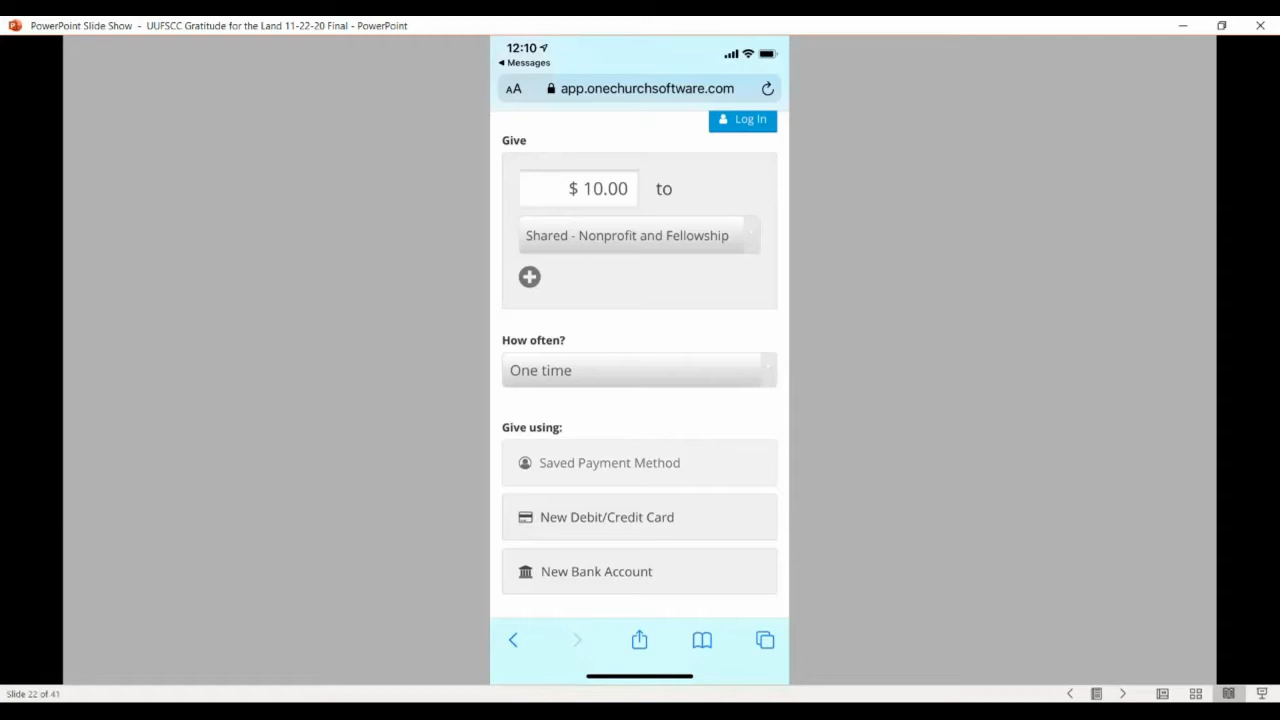 PowerPoint Slide Show - UUFSCC Gratitude for the Land 11-22-20 Final - PowerPoint
12:10
Messages
AA app.onechurchsoftware.com
Log In
Give
$ 10.00 to
Shared - Nonprofit and Fellowship
How often?
One time
Give using:
Saved Payment Method
New Debit/Credit Card
New Bank Account
Slide 22 of 41